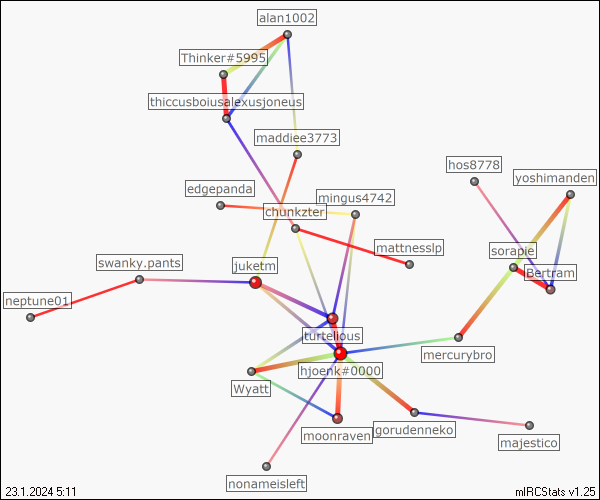 alan1002
Thinker#5995
thiccusboiusalexusjoneus
maddiee3773
hos8778
yoshimanden
edgepanda
mingus4742
chunkzter
mattnesslp
sorapie
swanky.pants
juketm
Bertram
neptune01
turtelious
mercurybro
hjoenk#0000
Wyatt
moonraven
gorudenneko
majestico
nonameisleft
23.1.2024 5:11
mIRCStats v1.25